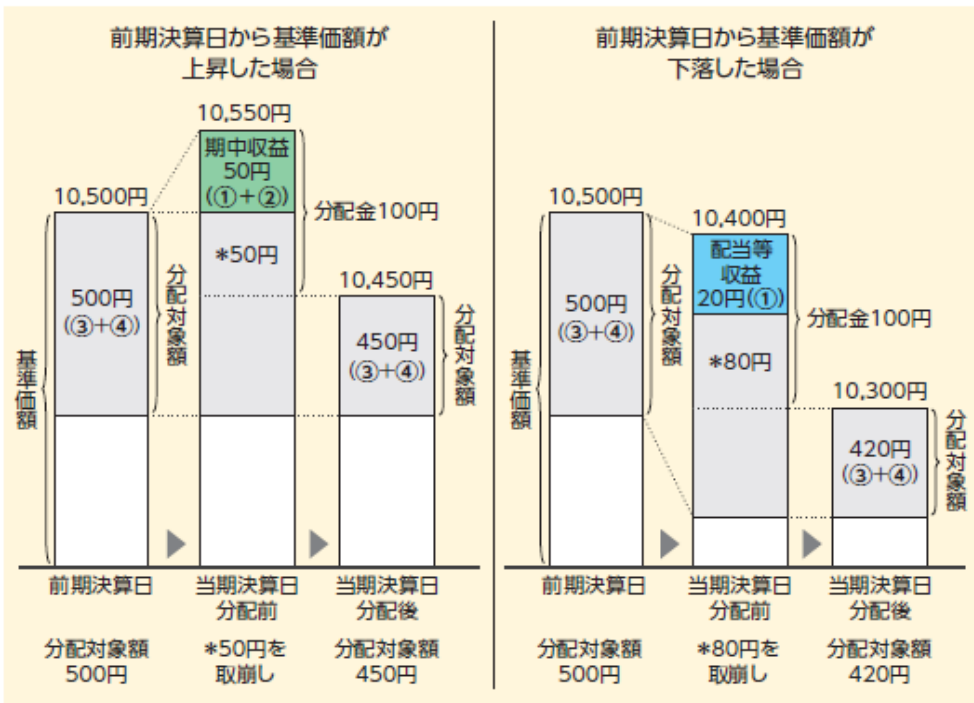 前期決算日から基準価額が
上昇した場合
10,550円
期中収益
50円
(①+②)
10,500円
分配金100円
*50円
10,450円
分配対象額
500円
(③+④)
450円
(③+④)
分配対象額
基準価額
前期決算日
当期決算日
分配前
当期決算日
分配後
分配対象額
500円
*50円を
取崩し
分配対象額
450円
前期決算日から基準価額が
下落した場合
10,500円
10,400円
配当等
収益
20円(①)
分配対象額
500円
(③+④)
分配金100円
*80円
基準価額
10,300円
420円
(③+④)
分配対象額
前期決算日
当期決算日
分配前
当期決算日
分配後
分配対象額
500円
*80円を
取崩し
分配対象額
420円